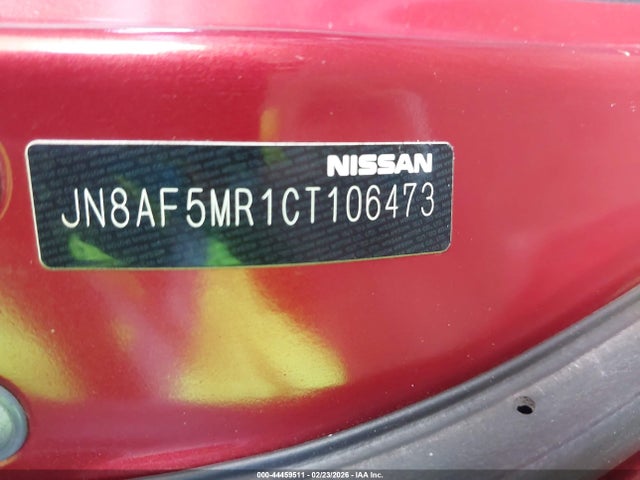 NISSAN
JN8AF5MR1CT106473
000-44459511 - 02/23/2026 - IAA Inc.